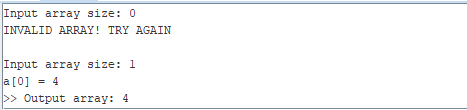 Input array size: 0
INVALID ARRAY! TRY AGAIN
Input array size: 1
a[0] = 4
>> Output array: 4